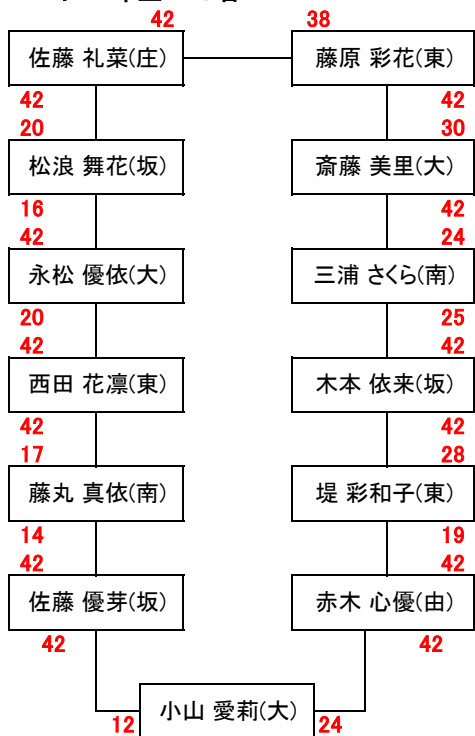 42 38
佐藤 礼菜(庄) 藤原 彩花(東)
42 42
20 30
松浪 舞花(坂) 斎藤 美里(大)
16 42
42 24
永松 優依(大) 三浦 さくら(南)
20 25
42 42
西田 花凛(東) 木本 依来(坂)
42 42
17 28
藤丸 真依(南) 堤 彩和子(東)
14 19
42 42
佐藤 優芽(坂) 赤木 心優(由)
42 42
小山 愛莉(大)
12 24